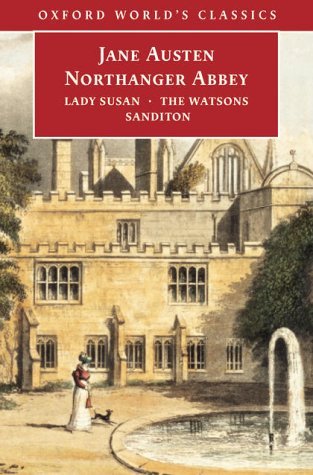 OXFORD WORLD'S CLASSICS
JANE AUSTEN
NORTHANGER ABBEY
LADY SUSAN · THE WATSONS
SANDITON